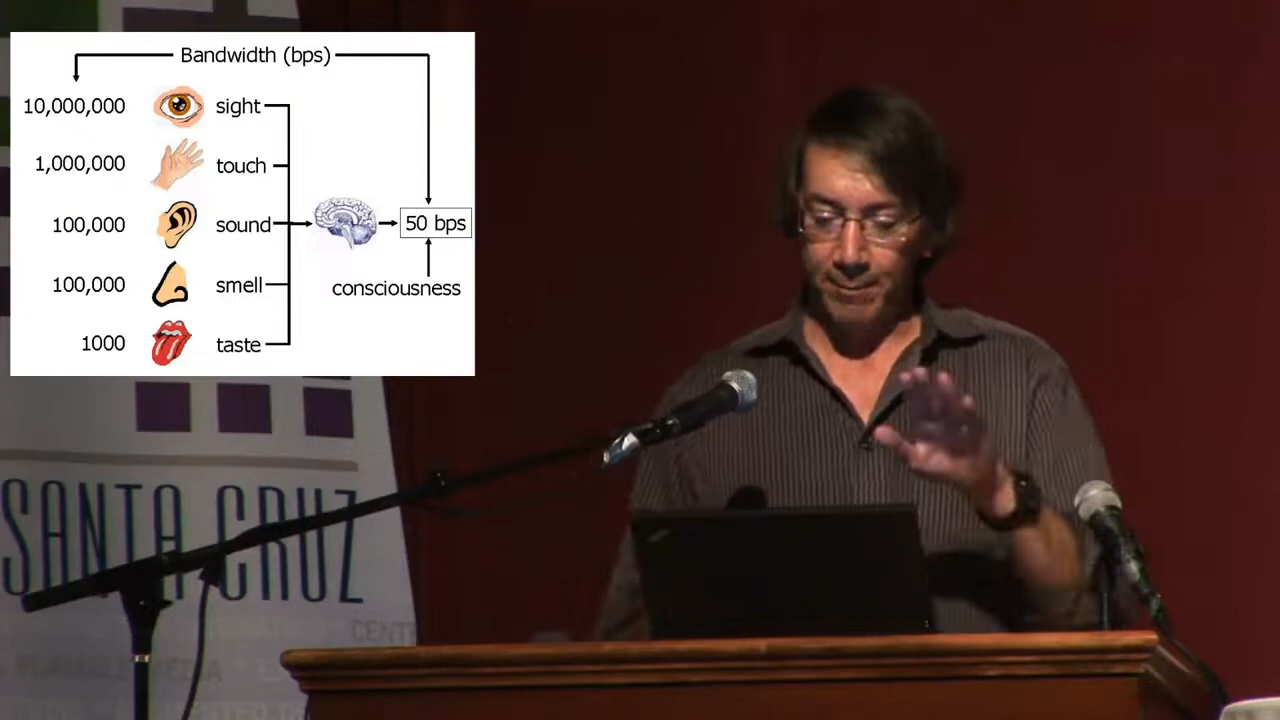 Bandwidth (bps)
10,000,000 sight
1,000,000 touch
100,000 sound
50 bps
100,000 smell
consciousness
1000 taste
SANTA CRUZ